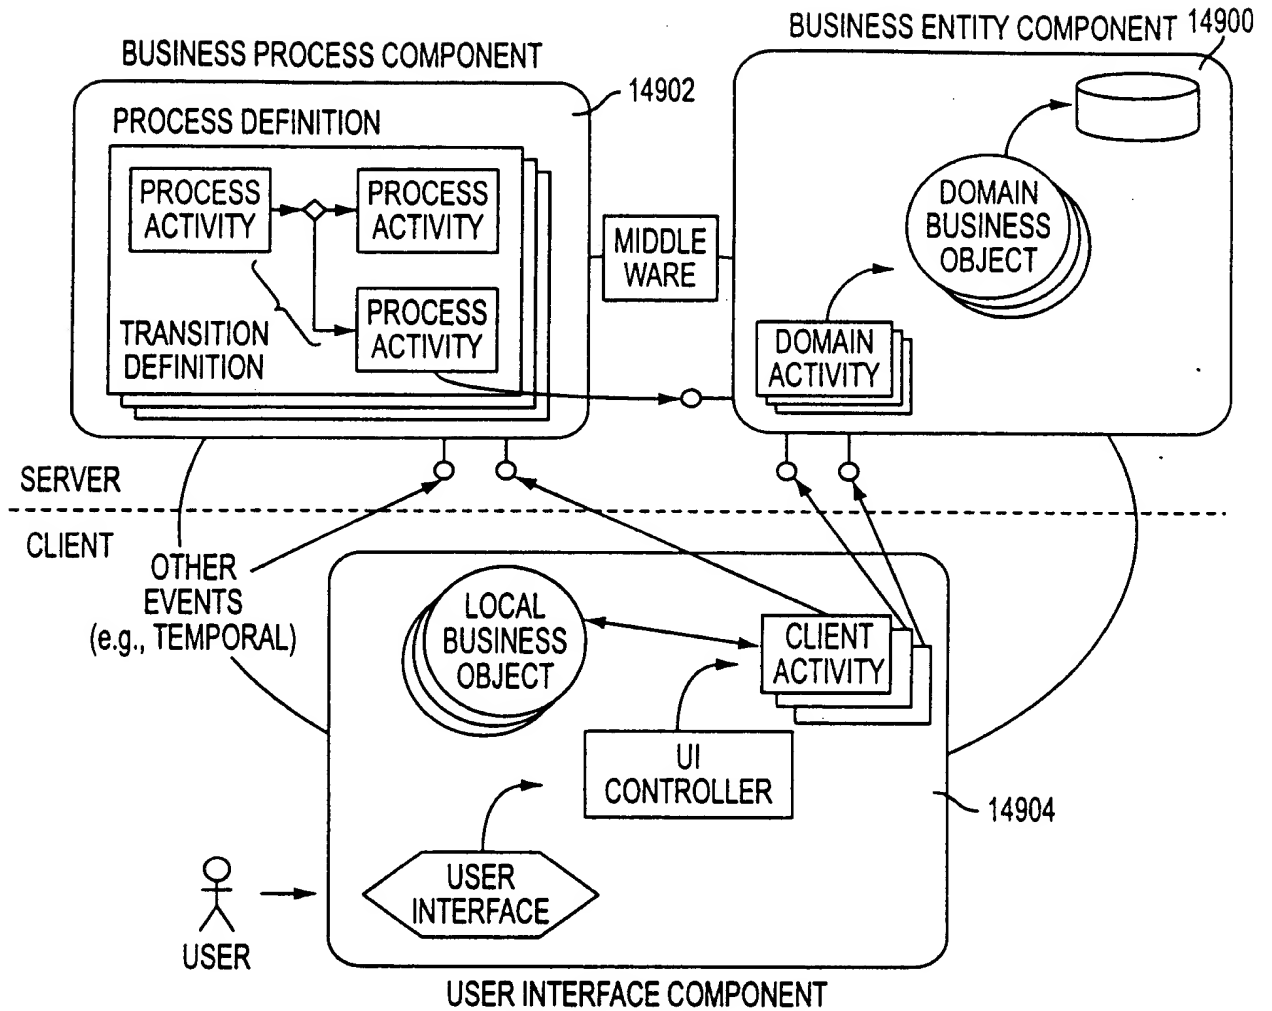 BUSINESS ENTITY COMPONENT 14900
BUSINESS PROCESS COMPONENT
14902
PROCESS DEFINITION
PROCESS
ACTIVITY
PROCESS
ACTIVITY
PROCESS
ACTIVITY
TRANSITION
DEFINITION
MIDDLE
WARE
DOMAIN
BUSINESS
OBJECT
DOMAIN
ACTIVITY
SERVER
CLIENT
OTHER
EVENTS
(e.g., TEMPORAL)
LOCAL
BUSINESS
OBJECT
CLIENT
ACTIVITY
UI
CONTROLLER
14904
USER
INTERFACE
USER
USER INTERFACE COMPONENT